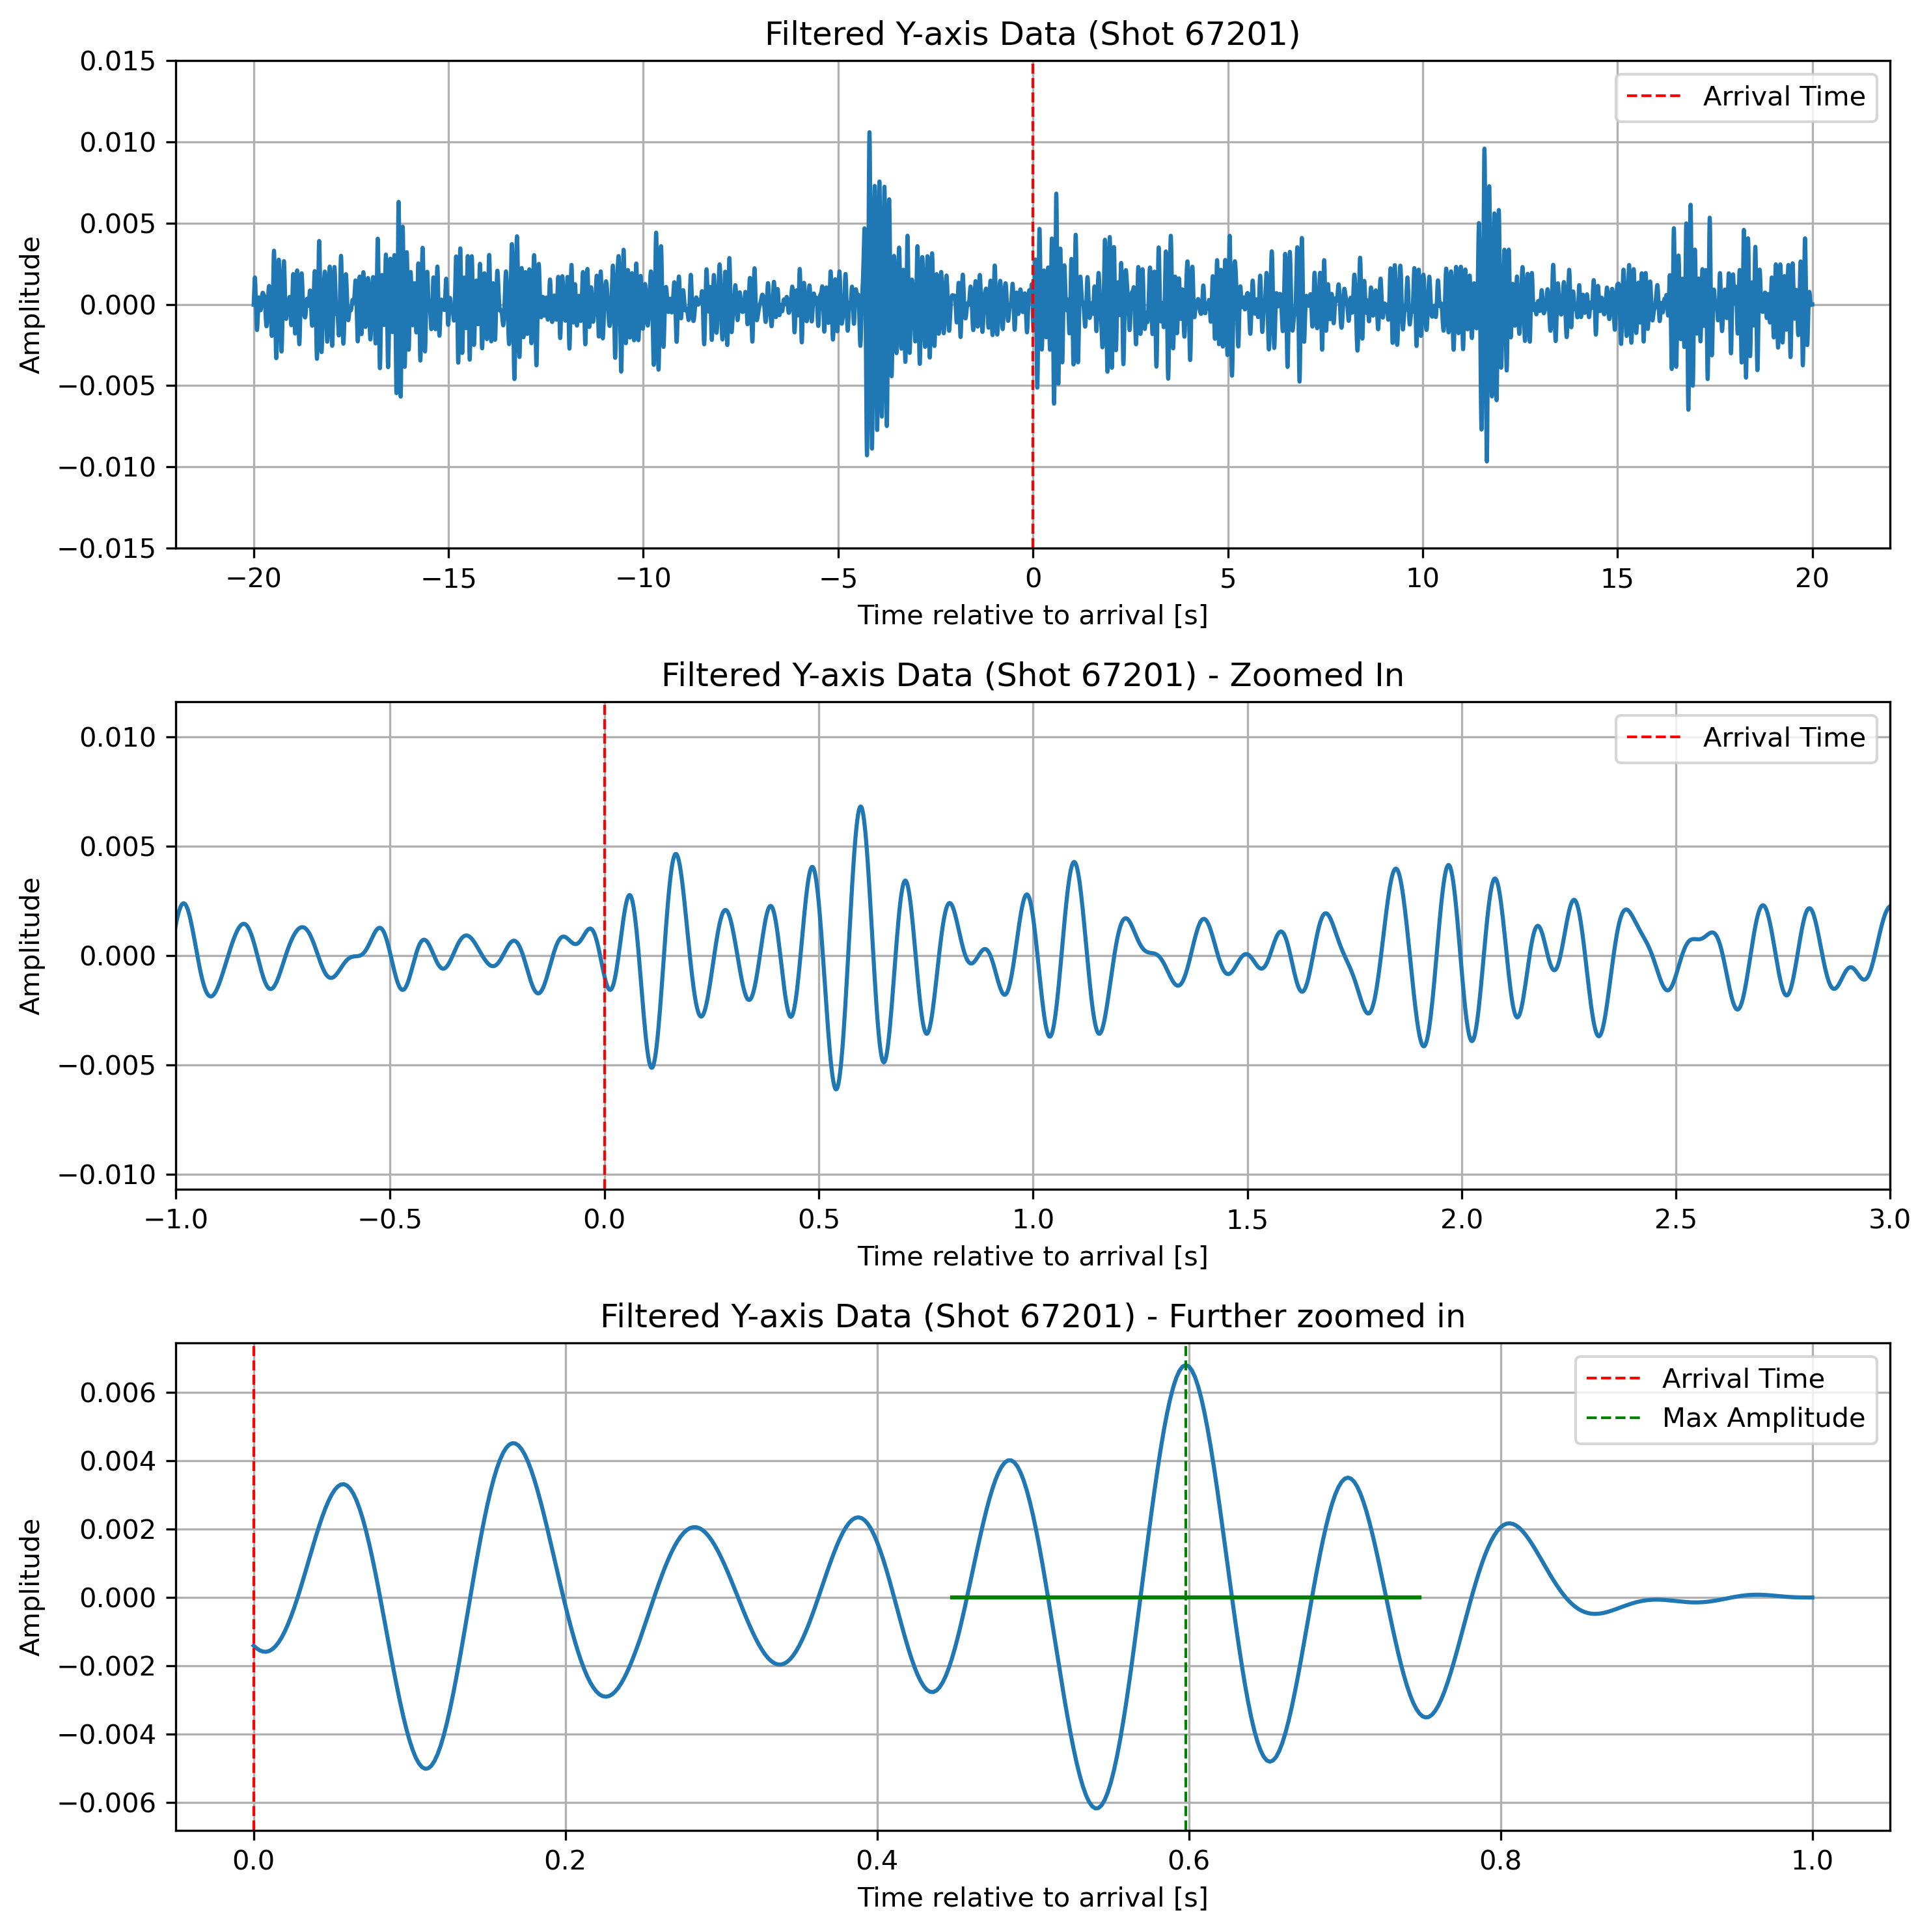 Filtered Y-axis Data (Shot 67201)
0.015
0.010
0.005
0.000
−0.005
−0.010
−0.015
Amplitude
Arrival Time
−20 −15 −10 −5 0 5 10 15 20
Time relative to arrival [s]
Filtered Y-axis Data (Shot 67201) - Zoomed In
0.010
0.005
0.000
−0.005
−0.010
Amplitude
Arrival Time
−1.0 −0.5 0.0 0.5 1.0 1.5 2.0 2.5 3.0
Time relative to arrival [s]
Filtered Y-axis Data (Shot 67201) - Further zoomed in
0.006
0.004
0.002
0.000
−0.002
−0.004
−0.006
Amplitude
Arrival Time
Max Amplitude
0.0 0.2 0.4 0.6 0.8 1.0
Time relative to arrival [s]